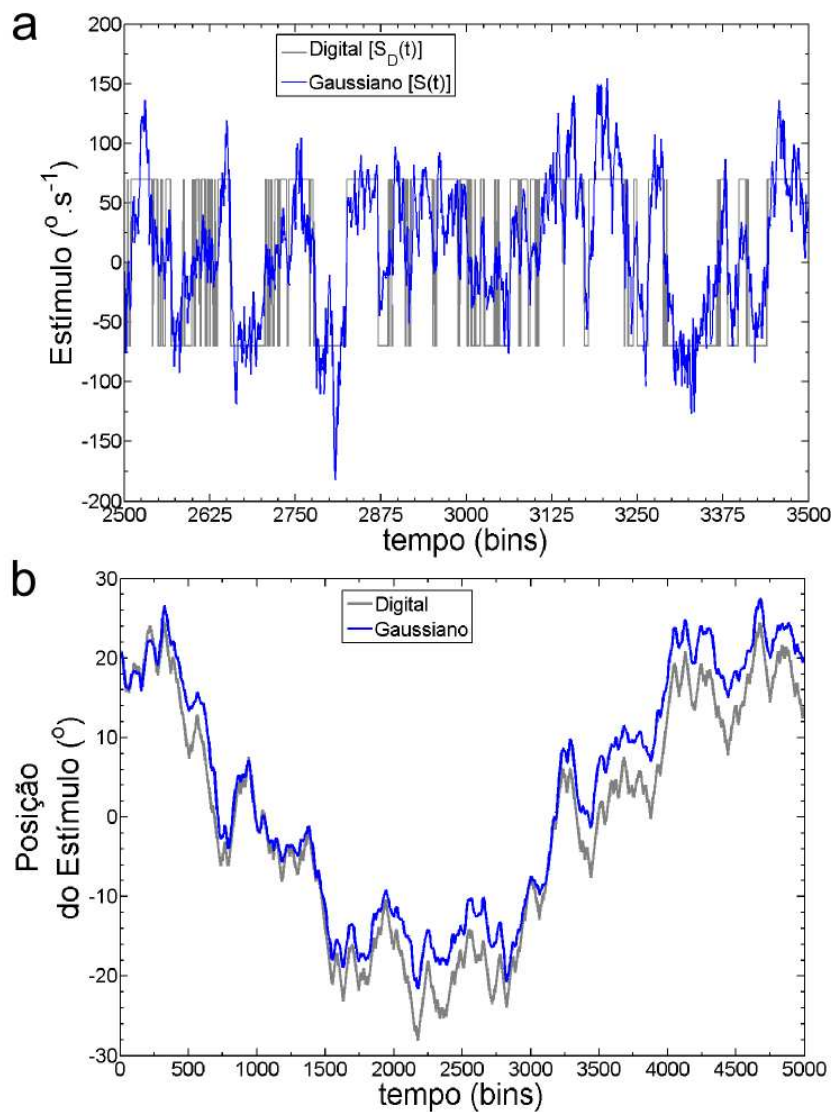 a
200
150
100
50
0
-50
-100
-150
-200
Estímulo (º.s⁻¹)
Digital [S_D(t)]
Gaussiano [S(t)]
2500 2625 2750 2875 3000 3125 3250 3375 3500
tempo (bins)
b
30
20
10
0
-10
-20
-30
Posição
do Estímulo (º)
Digital
Gaussiano
0 500 1000 1500 2000 2500 3000 3500 4000 4500 5000
tempo (bins)